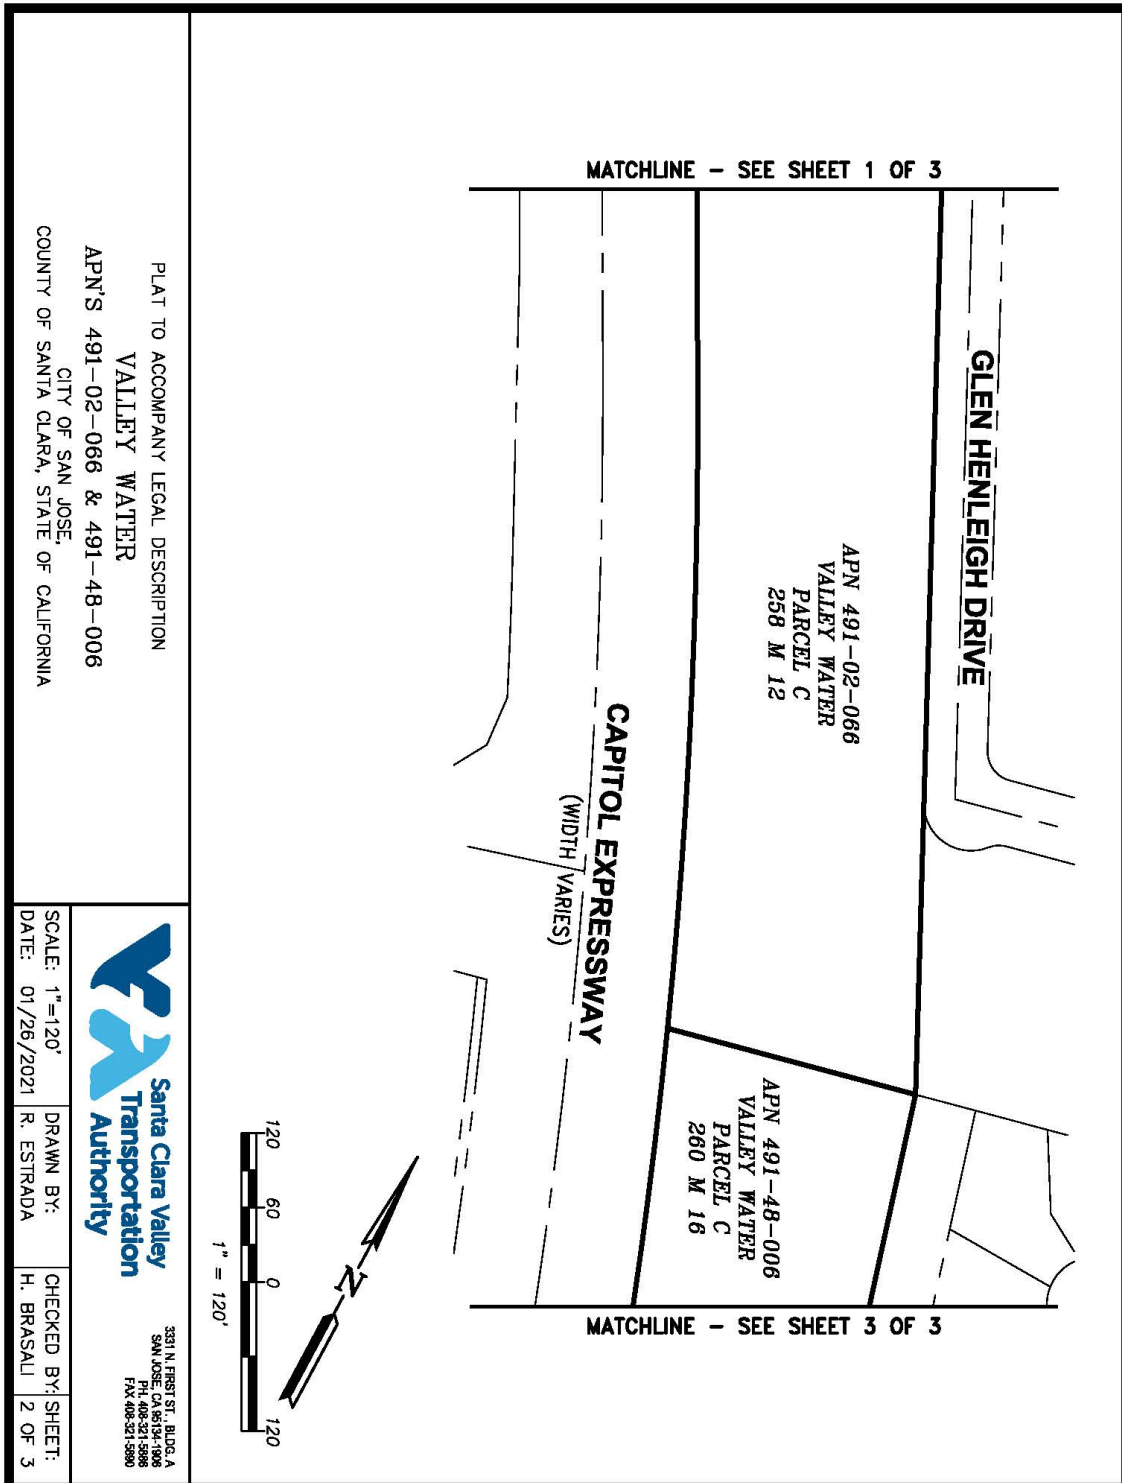 MATCHLINE - SEE SHEET 1 OF 3
GLEN HENLEIGH DRIVE
APN 491-02-066
VALLEY WATER
PARCEL C
258 M 12
CAPITOL EXPRESSWAY
(WIDTH VARIES)
APN 491-48-006
VALLEY WATER
PARCEL C
260 M 16
MATCHLINE - SEE SHEET 3 OF 3
N
120 60 0 120
1" = 120'
PLAT TO ACCOMPANY LEGAL DESCRIPTION
VALLEY WATER
APN'S 491-02-066 & 491-48-006
CITY OF SAN JOSE,
COUNTY OF SANTA CLARA, STATE OF CALIFORNIA
Santa Clara Valley
Transportation
Authority
3331 N. FIRST ST., BLDG. A
SAN JOSE, CA 95134-1906
PH. 408-321-5886
FAX 408-321-5890
SCALE: 1"=120'
DATE: 01/26/2021
DRAWN BY:
R. ESTRADA
CHECKED BY:
H. BRASALI
SHEET:
2 OF 3